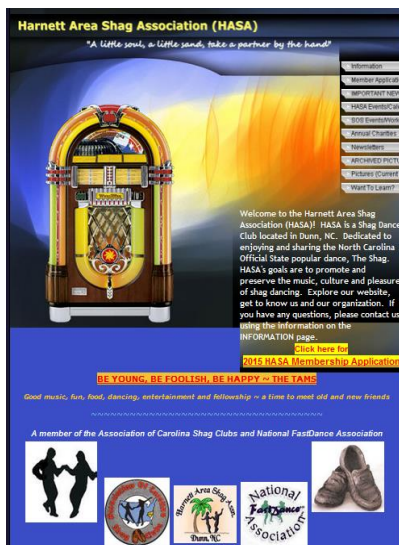 Harnett Area Shag Association (HASA)
"A little soul, a little sand, take a partner by the hand"
Information
Member Applicatio
IMPORTANT NEW
HASA Events/Cale
SOS Events/Work
Annual Charities
Newsletters
ARCHIVED PICTU
Pictures (Current
Want To Learn?
Welcome to the Harnett Area Shag
Association (HASA)! HASA is a Shag Dance
Club located in Dunn, NC. Dedicated to
enjoying and sharing the North Carolina
Official State popular dance, The Shag.
HASA's goals are to promote and
preserve the music, culture and pleasure
of shag dancing. Explore our website,
get to know us and our organization. If
you have any questions, please contact us
using the information on the
INFORMATION page.
Click here for
2015 HASA Membership Application
BE YOUNG, BE FOOLISH, BE HAPPY ~ THE TAMS
Good music, fun, food, dancing, entertainment and fellowship ~ a time to meet old and new friends
~~~~~~~~~~~~~~~~~~~~~~~~~~~~~~~~~~~~
A member of the Association of Carolina Shag Clubs and National FastDance Association
Association of Carolina
Shag Clubs
Harnett Area Shag Assoc.
Dunn, NC
National
FastDance
Association